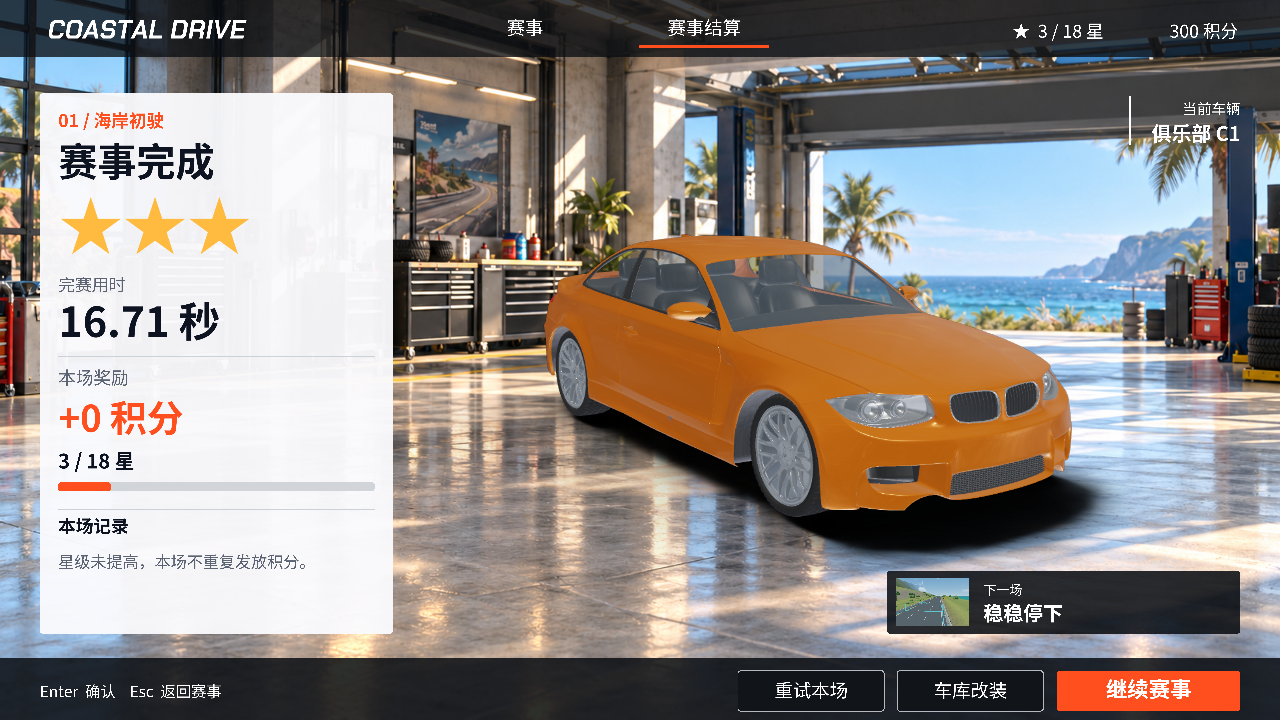 COASTAL DRIVE
赛事
赛事结算
★ 3 / 18 星
300 积分
01 / 海岸初驶
赛事完成
完赛用时
16.71 秒
本场奖励
+0 积分
3 / 18 星
本场记录
星级未提高，本场不重复发放积分。
当前车辆
俱乐部 C1
下一场
稳稳停下
Enter 确认 Esc 返回赛事
重试本场
车库改装
继续赛事